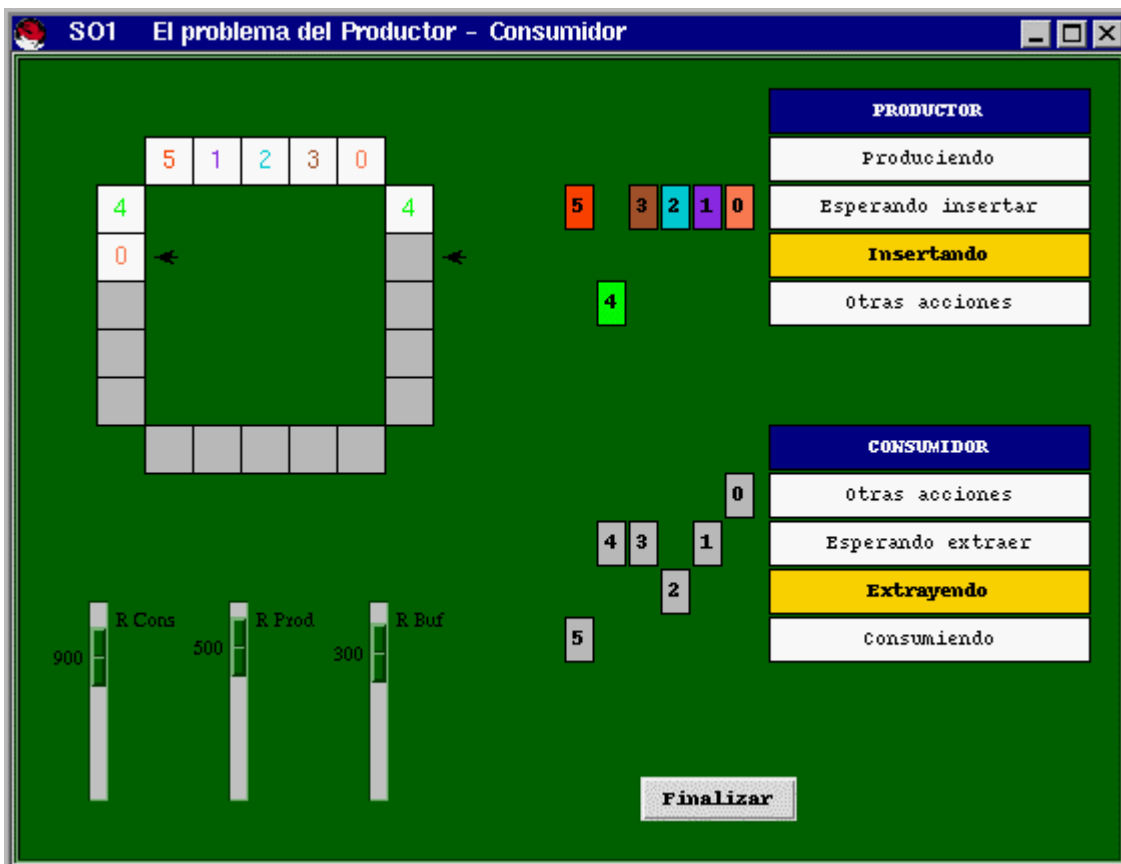 SO1 El problema del Productor - Consumidor
5 1 2 3 0
4 4
0
R Cons R Prod R Buf
900 500 300
PRODUCTOR
Produciendo
5 3 2 1 0 Esperando insertar
Insertando
4 Otras acciones
CONSUMIDOR
0 Otras acciones
4 3 1 Esperando extraer
2 Extrayendo
5 Consumiendo
Finalizar